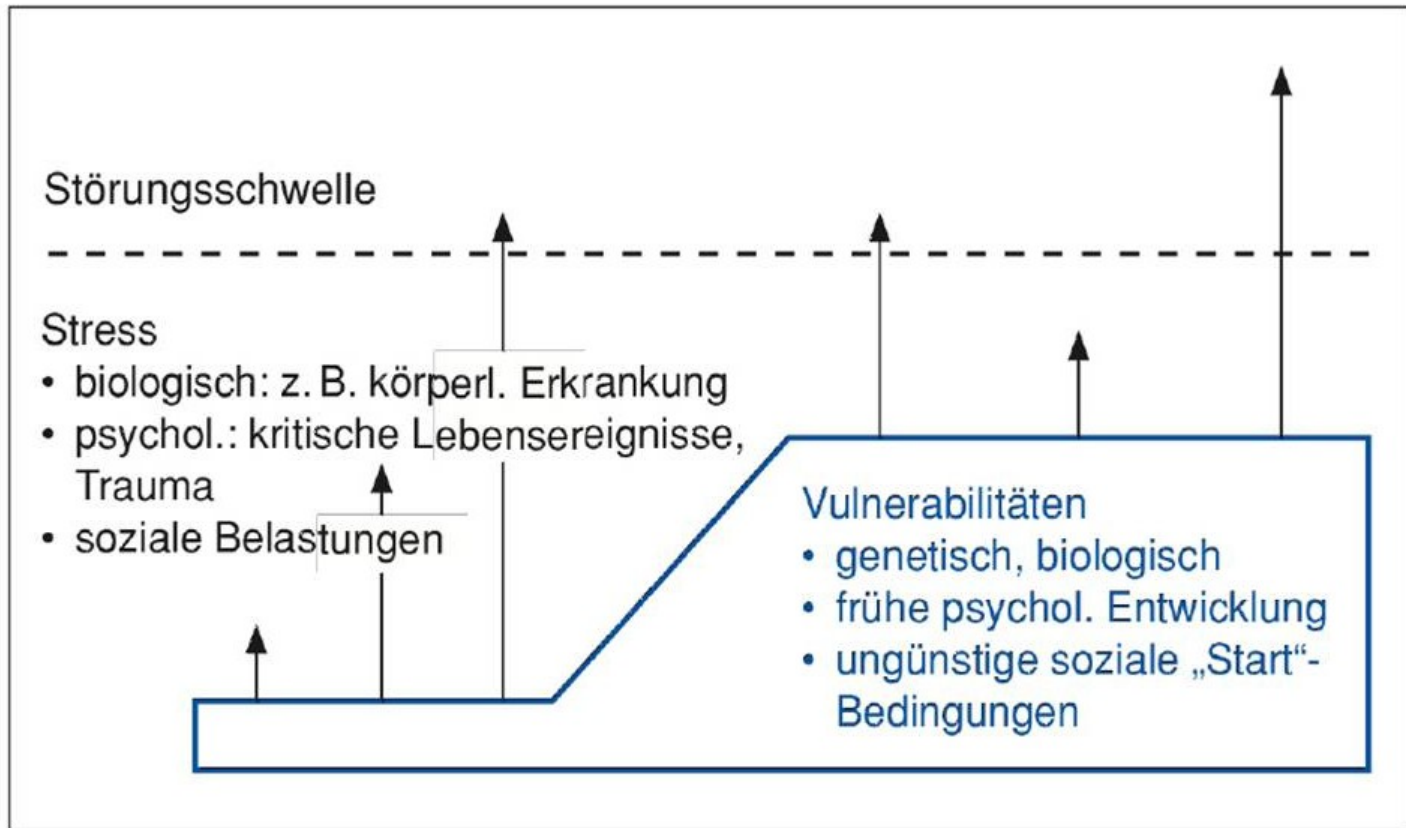 Störungsschwelle
Stress
• biologisch: z. B. körperl. Erkrankung
• psychol.: kritische Lebensereignisse,
Trauma
• soziale Belastungen
Vulnerabilitäten
• genetisch, biologisch
• frühe psychol. Entwicklung
• ungünstige soziale „Start“-
Bedingungen